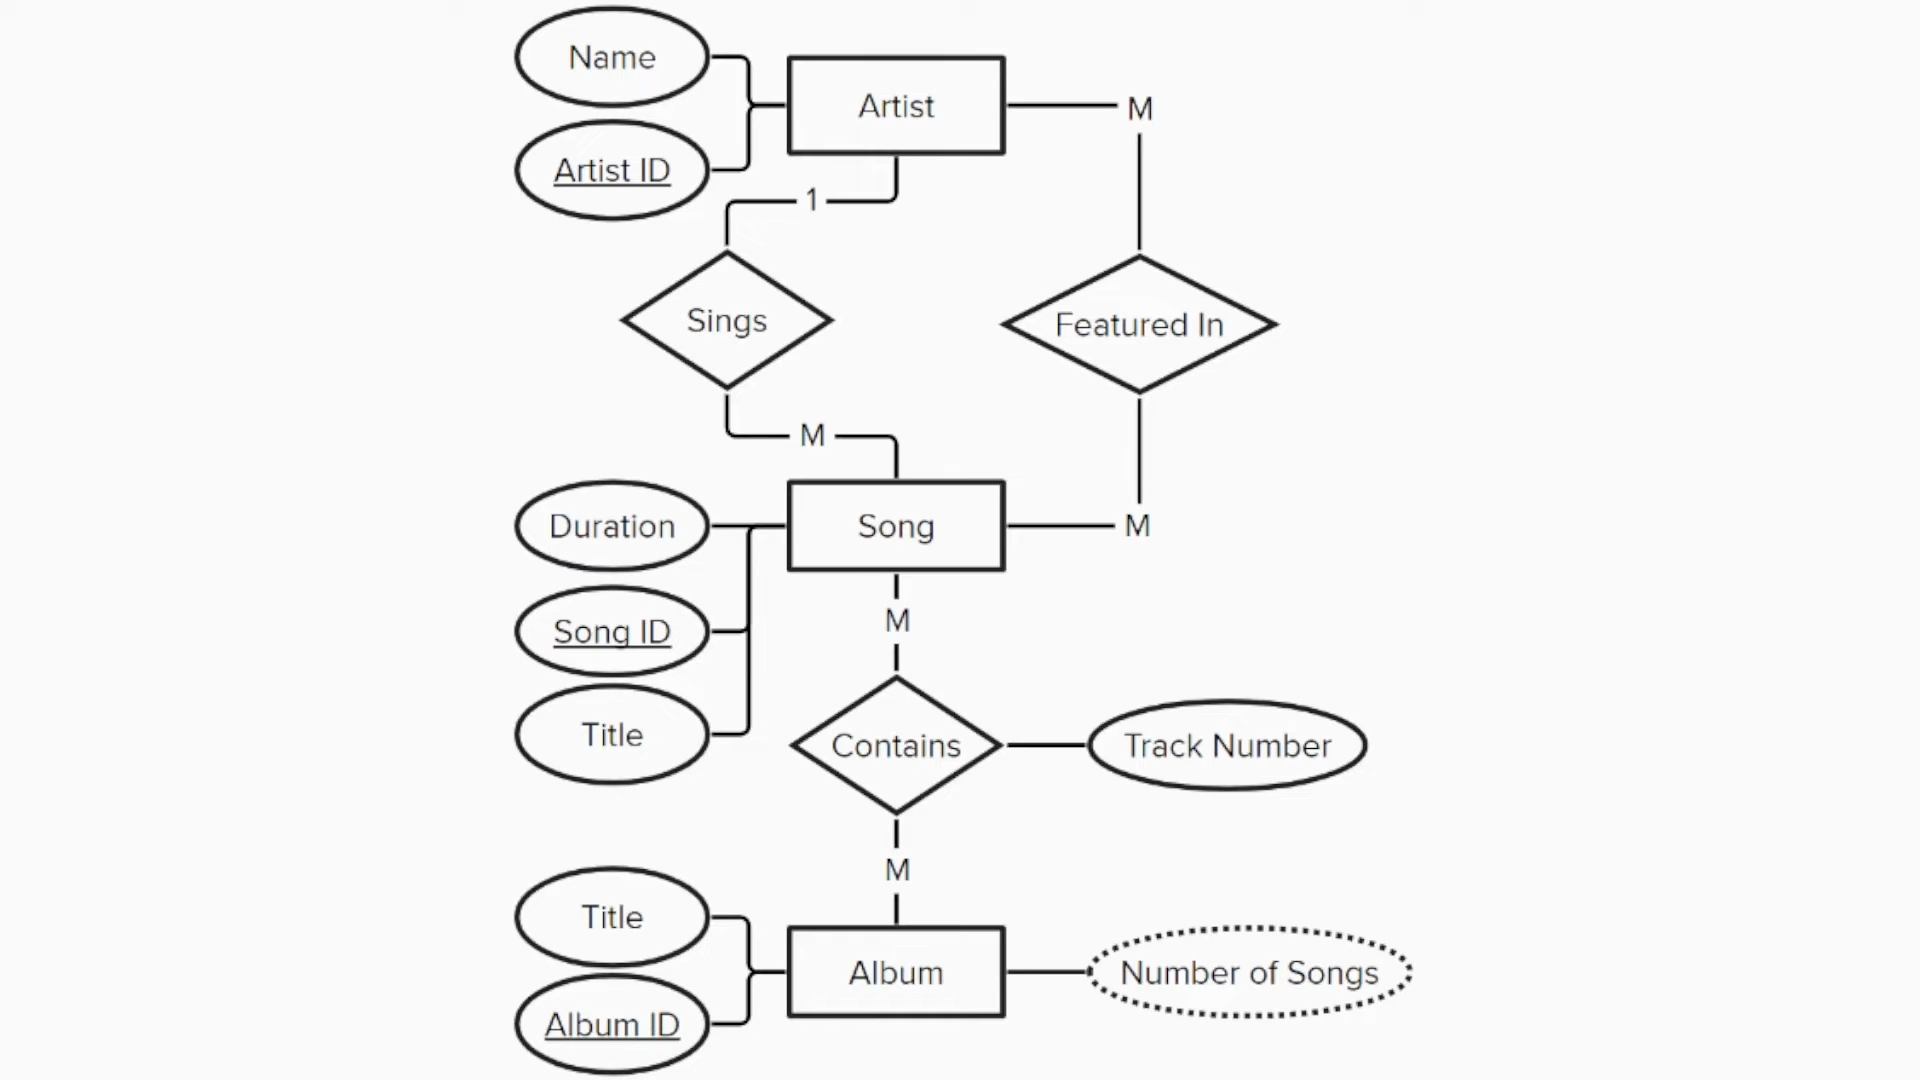 Name
Artist
M
Artist ID
1
Sings
Featured In
M
Duration
Song
M
Song ID
M
Title
Contains
Track Number
M
Title
Album
Number of Songs
Album ID